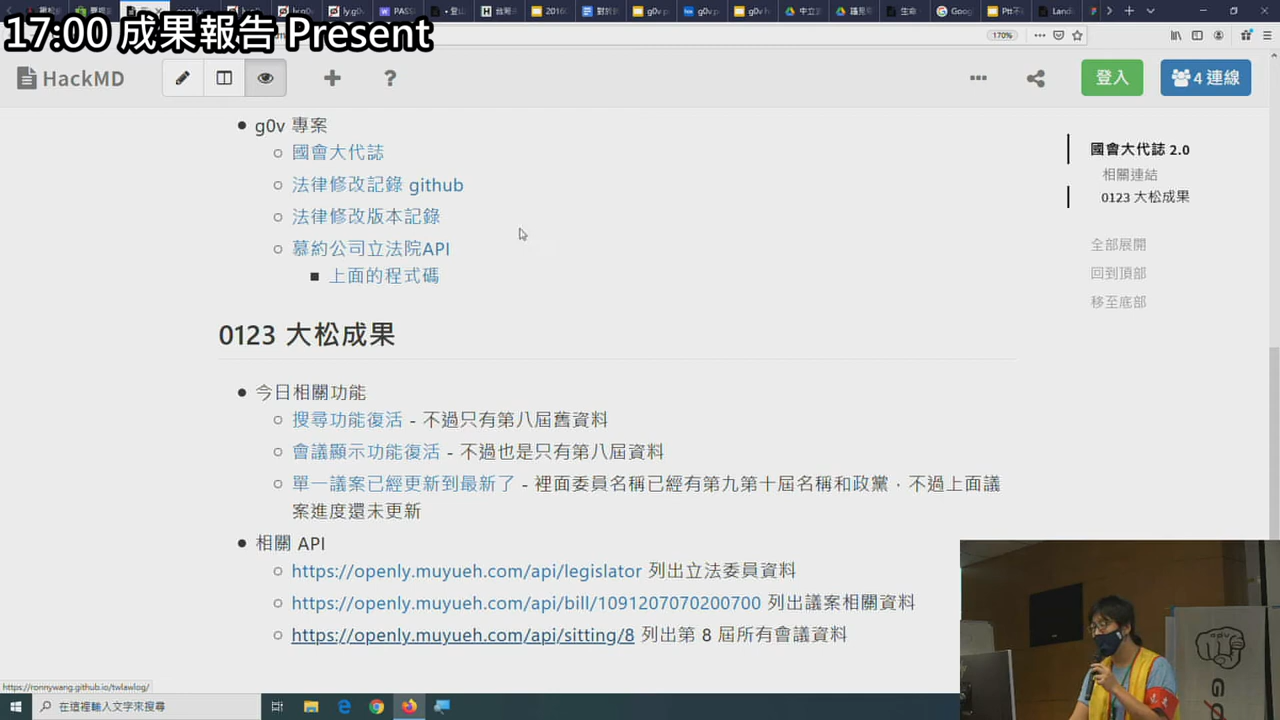 17:00 成果報告 Present
170%
HackMD
登入
4 連線
g0v 專案
國會大代誌
法律修改記錄 github
法律修改版本記錄
慕約公司立法院API
上面的程式碼
0123 大松成果
今日相關功能
搜尋功能復活 - 不過只有第八屆舊資料
會議顯示功能復活 - 不過也是只有第八屆資料
單一議案已經更新到最新了 - 裡面委員名稱已經有第九第十屆名稱和政黨，不過上面議
案進度還未更新
相關 API
https://openly.muyueh.com/api/legislator 列出立法委員資料
https://openly.muyueh.com/api/bill/1091207070200700 列出議案相關資料
https://openly.muyueh.com/api/sitting/8 列出第 8 屆所有會議資料
國會大代誌 2.0
相關連結
0123 大松成果
全部展開
回到頂部
移至底部
https://ronnywang.github.io/twlawlog/
在這裡輸入文字來搜尋